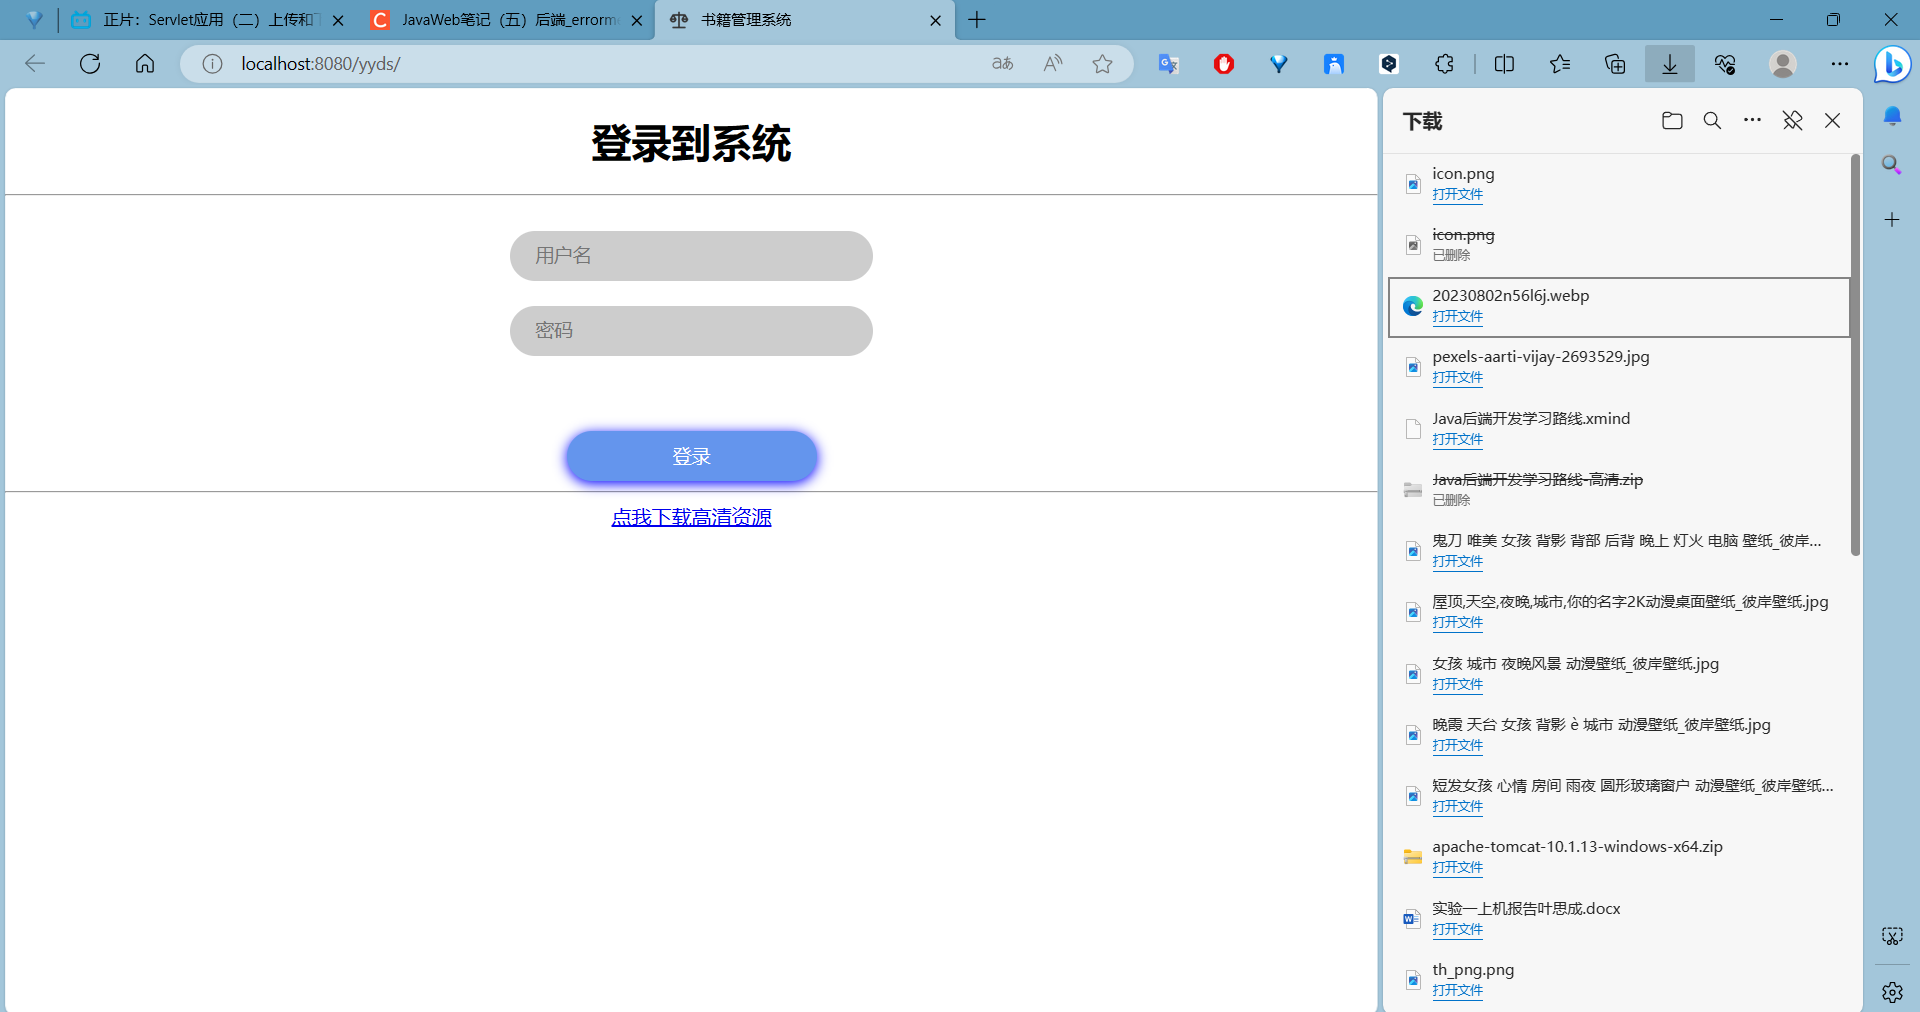 正片：Servlet应用（二）上传和
JavaWeb笔记（五）后端_errorm
书籍管理系统
localhost:8080/yyds/
登录到系统
用户名
密码
登录
点我下载高清资源
下载
icon.png
打开文件
icon.png
已删除
20230802n56l6j.webp
打开文件
pexels-aarti-vijay-2693529.jpg
打开文件
Java后端开发学习路线.xmind
打开文件
Java后端开发学习路线-高清.zip
已删除
鬼刀 唯美 女孩 背影 背部 后背 晚上 灯火 电脑 壁纸_彼岸...
打开文件
屋顶,天空,夜晚,城市,你的名字2K动漫桌面壁纸_彼岸壁纸.jpg
打开文件
女孩 城市 夜晚风景 动漫壁纸_彼岸壁纸.jpg
打开文件
晚霞 天台 女孩 背影 è 城市 动漫壁纸_彼岸壁纸.jpg
打开文件
短发女孩 心情 房间 雨夜 圆形玻璃窗户 动漫壁纸_彼岸壁纸...
打开文件
apache-tomcat-10.1.13-windows-x64.zip
打开文件
实验一上机报告叶思成.docx
打开文件
th_png.png
打开文件